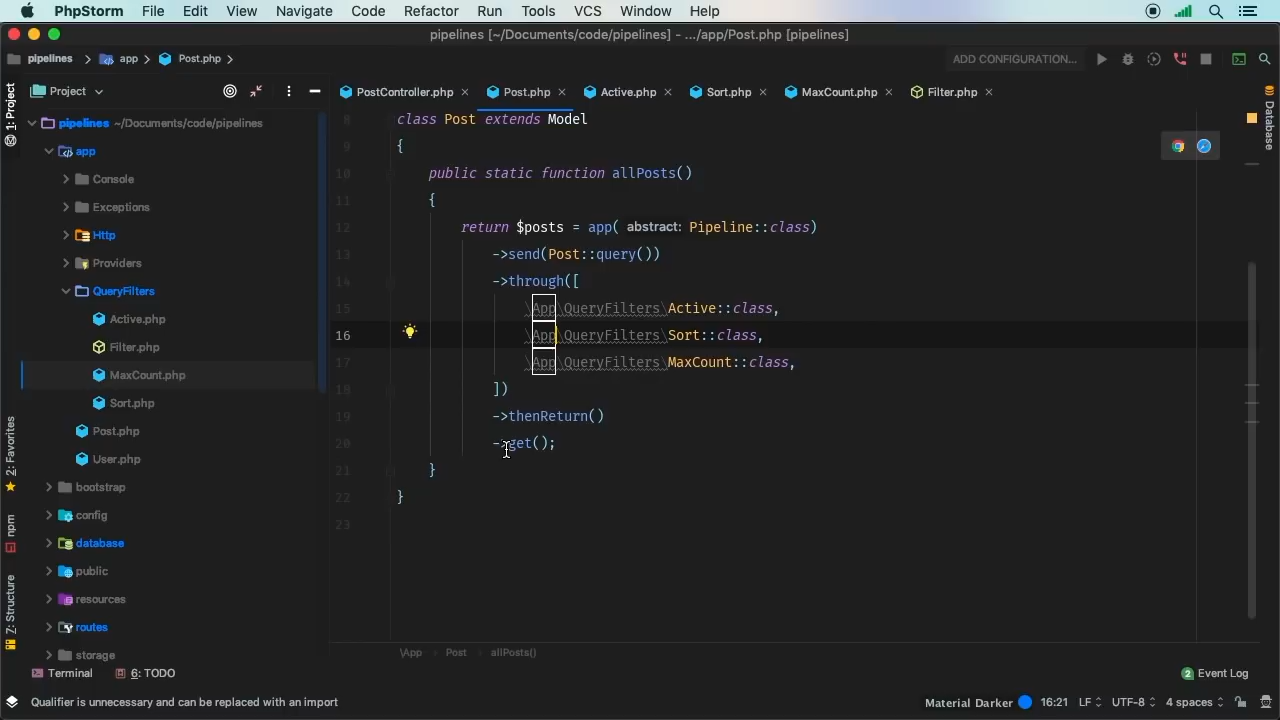 PhpStorm File Edit View Navigate Code Refactor Run Tools VCS Window Help
pipelines [~/Documents/code/pipelines] - .../app/Post.php [pipelines]
pipelines app Post.php ADD CONFIGURATION...
1: Project
Project
PostController.php Post.php Active.php Sort.php MaxCount.php Filter.php
Database
pipelines ~/Documents/code/pipelines
app
Console
Exceptions
Http
Providers
QueryFilters
Active.php
Filter.php
MaxCount.php
Sort.php
Post.php
User.php
bootstrap
config
database
public
resources
routes
storage
2: Favorites
npm
7: Structure
8 class Post extends Model
9 {
10 public static function allPosts()
11 {
12 return $posts = app( abstract: Pipeline::class)
13 ->send(Post::query())
14 ->through([
15 \App\QueryFilters\Active::class,
16 \App\QueryFilters\Sort::class,
17 \App\QueryFilters\MaxCount::class,
18 ])
19 ->thenReturn()
20 ->get();
21 }
22 }
23
\App › Post › allPosts()
Terminal 6: TODO 2 Event Log
Qualifier is unnecessary and can be replaced with an import Material Darker 16:21 LF UTF-8 4 spaces